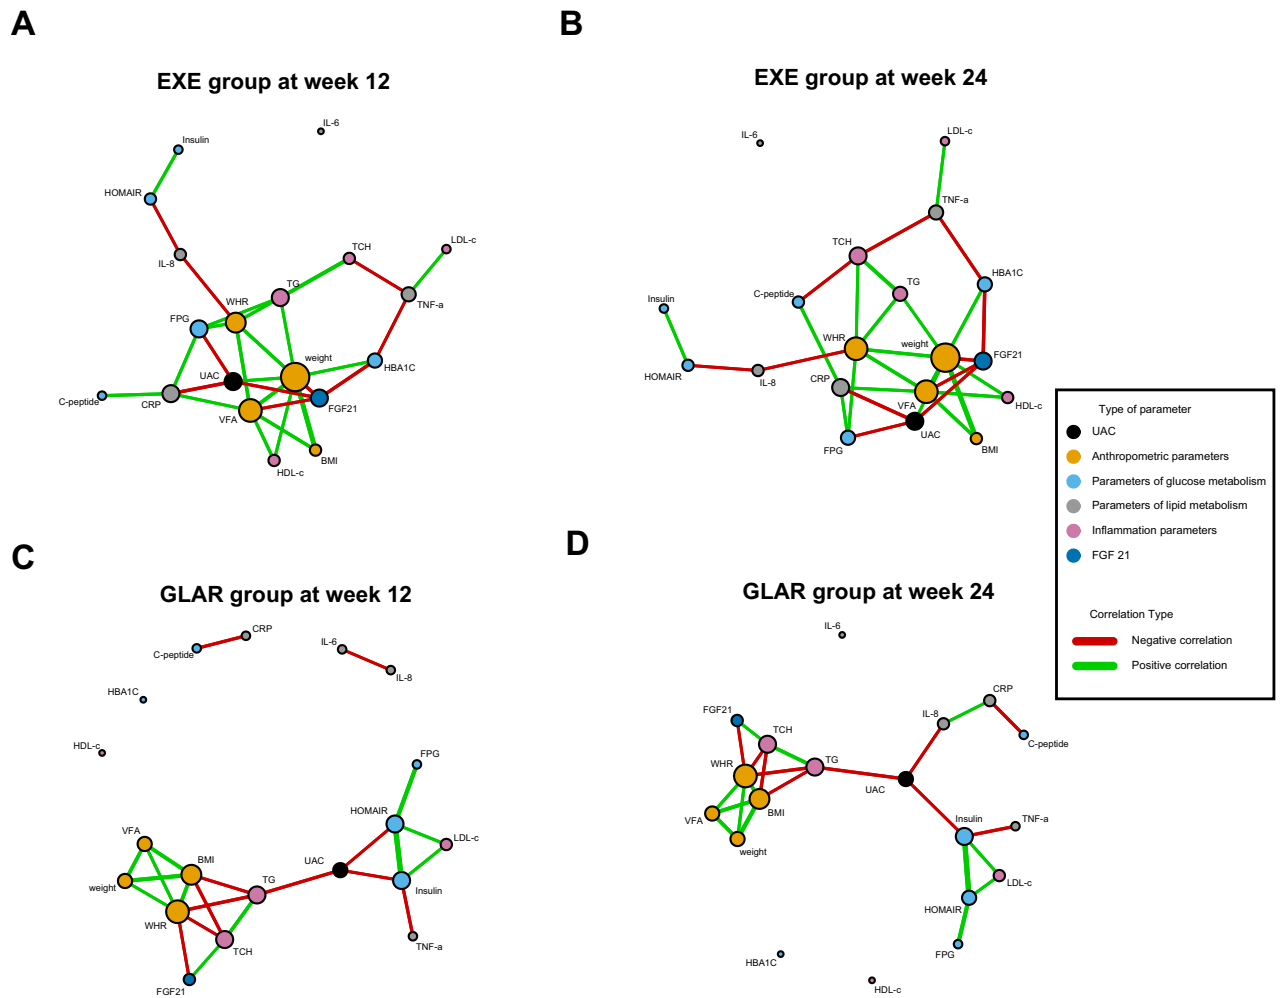 A
EXE group at week 12
IL-6
Insulin
HOMAIR
IL-8
TCH
LDL-c
TG
TNF-a
WHR
FPG
weight
HBA1C
UAC
C-peptide
CRP
FGF21
VFA
BMI
HDL-c
B
EXE group at week 24
IL-6
LDL-c
TNF-a
TCH
HBA1C
TG
C-peptide
Insulin
WHR
weight
FGF21
HOMAIR
IL-8
CRP
HDL-c
VFA
UAC
FPG
BMI
Type of parameter
UAC
Anthropometric parameters
Parameters of glucose metabolism
Parameters of lipid metabolism
Inflammation parameters
FGF 21
Correlation Type
Negative correlation
Positive correlation
C
GLAR group at week 12
CRP
C-peptide
IL-6
IL-8
HBA1C
HDL-c
FPG
HOMAIR
VFA
LDL-c
BMI
UAC
weight
TG
Insulin
WHR
TCH
TNF-a
FGF21
D
GLAR group at week 24
IL-6
CRP
FGF21
IL-8
TCH
C-peptide
WHR
TG
UAC
BMI
VFA
Insulin
TNF-a
weight
LDL-c
HOMAIR
FPG
HBA1C
HDL-c